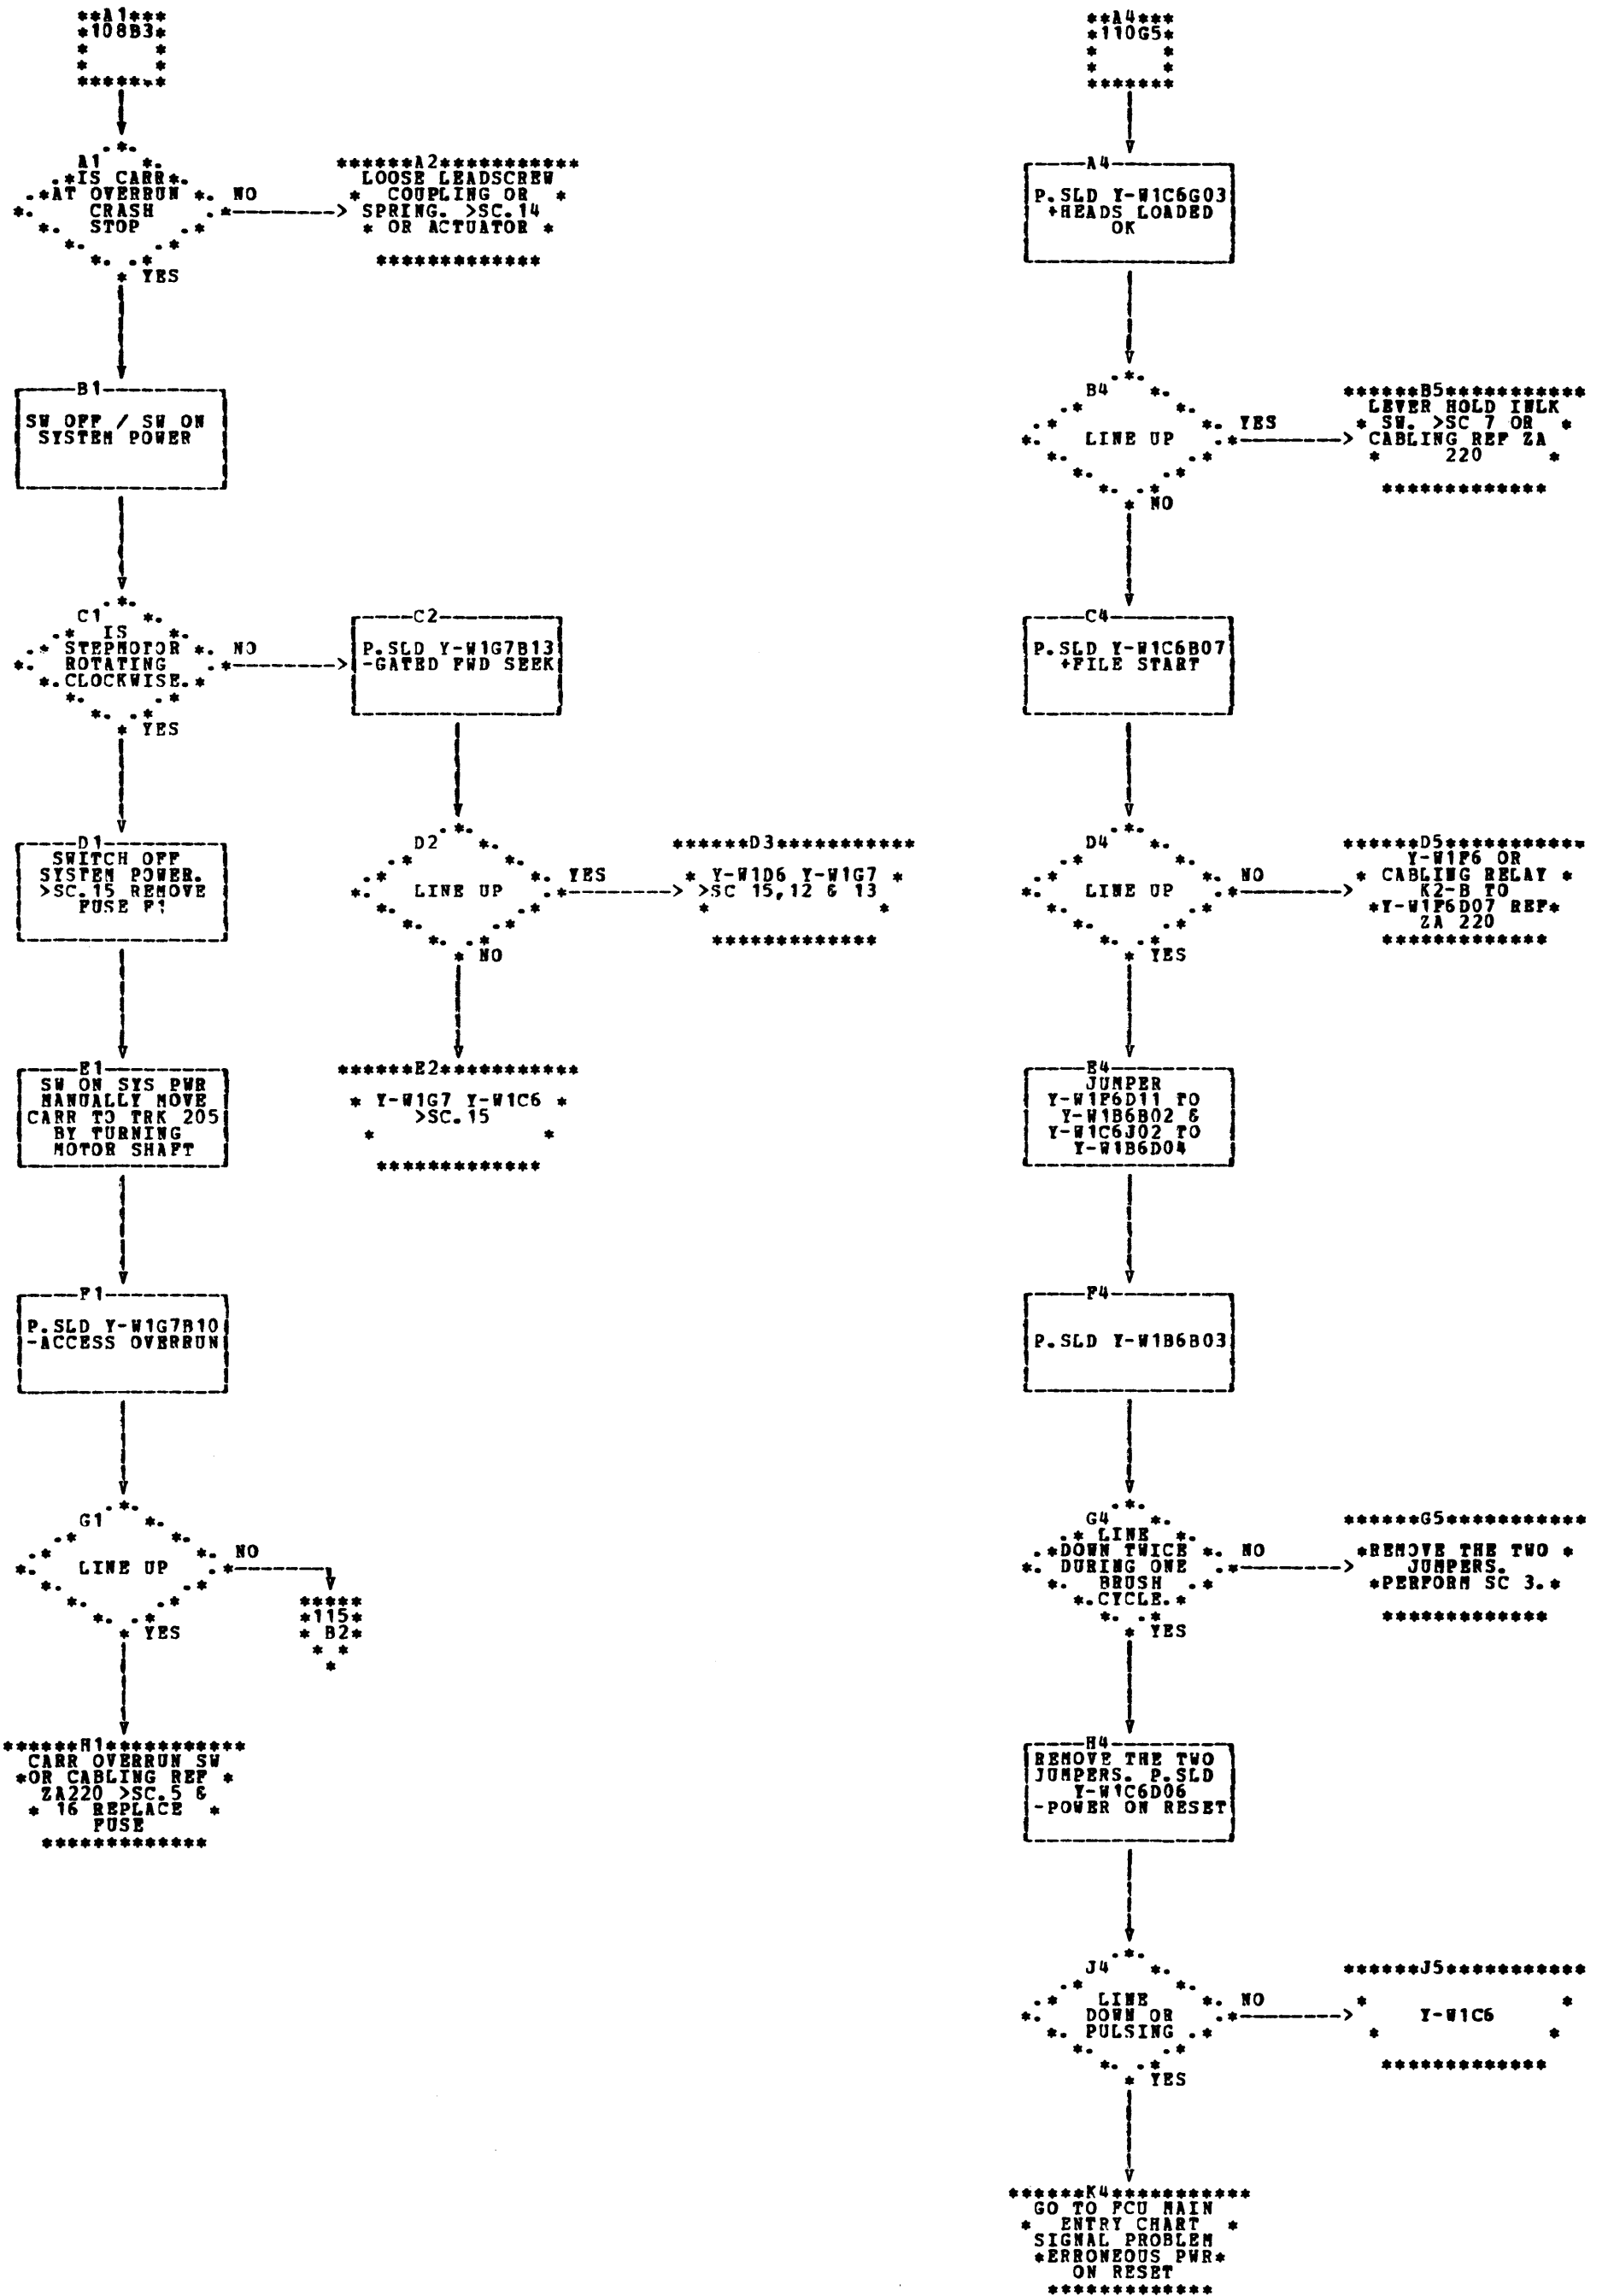 **A1***
*108B3*
A1
*IS CARR*
*AT OVERRUN *. NO
CRASH
STOP
YES
******A2***********
LOOSE LEADSCREW
* COUPLING OR *
SPRING. >SC.14
* OR ACTUATOR *
*************
B1
SW OFF / SW ON
SYSTEM POWER
C1
IS
STEPMOTOR *. NO
ROTATING
CLOCKWISE.
YES
C2
P.SLD Y-W1G7B13
-GATED FWD SEEK
D1
SWITCH OFF
SYSTEM POWER.
>SC.15 REMOVE
FUSE F1
D2
YES
LINE UP
NO
******D3***********
* Y-W1D6 Y-W1G7 *
>SC 15,12 & 13
*************
E1
SW ON SYS PWR
MANUALLY MOVE
CARR TO TRK 205
BY TURNING
MOTOR SHAFT
******E2***********
* Y-W1G7 Y-W1C6 *
>SC.15
*************
F1
P.SLD Y-W1G7B10
-ACCESS OVERRUN
G1
NO
LINE UP
YES
*****
*115*
* B2*
* *
*
******H1***********
CARR OVERRUN SW
*OR CABLING REF *
ZA220 >SC.5 &
* 16 REPLACE *
FUSE
*************
**A4***
*110G5*
A4
P.SLD Y-W1C6G03
+HEADS LOADED
OK
B4
YES
LINE UP
NO
******B5***********
LEVER HOLD INLK
* SW. >SC 7 OR *
CABLING REF ZA
* 220 *
*************
C4
P.SLD Y-W1C6B07
+FILE START
D4
NO
LINE UP
YES
******D5***********
Y-W1F6 OR
* CABLING RELAY *
K2-B TO
*Y-W1F6D07 REF*
ZA 220
*************
E4
JUMPER
Y-W1F6D11 TO
Y-W1B6B02 &
Y-W1C6J02 TO
Y-W1B6D04
F4
P.SLD Y-W1B6B03
G4
LINE
*DOWN TWICE *. NO
DURING ONE
BRUSH
CYCLE.
YES
******G5***********
*REMOVE THE TWO *
JUMPERS.
*PERFORM SC 3.*
*************
H4
REMOVE THE TWO
JUMPERS. P.SLD
Y-W1C6D06
-POWER ON RESET
J4
LINE NO
DOWN OR
PULSING
YES
******J5***********
Y-W1C6
*************
******K4***********
GO TO FCU MAIN
* ENTRY CHART *
SIGNAL PROBLEM
*ERRONEOUS PWR*
ON RESET
*************